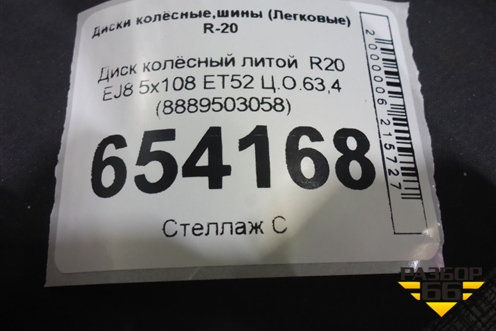 Диски колёсные,шины (Легковые)
R-20
Диск колёсный литой R20
EJ8 5x108 ET52 Ц.О.63,4
(8889503058)
654168
Стеллаж С
2000006215727
РАЗБОР
66